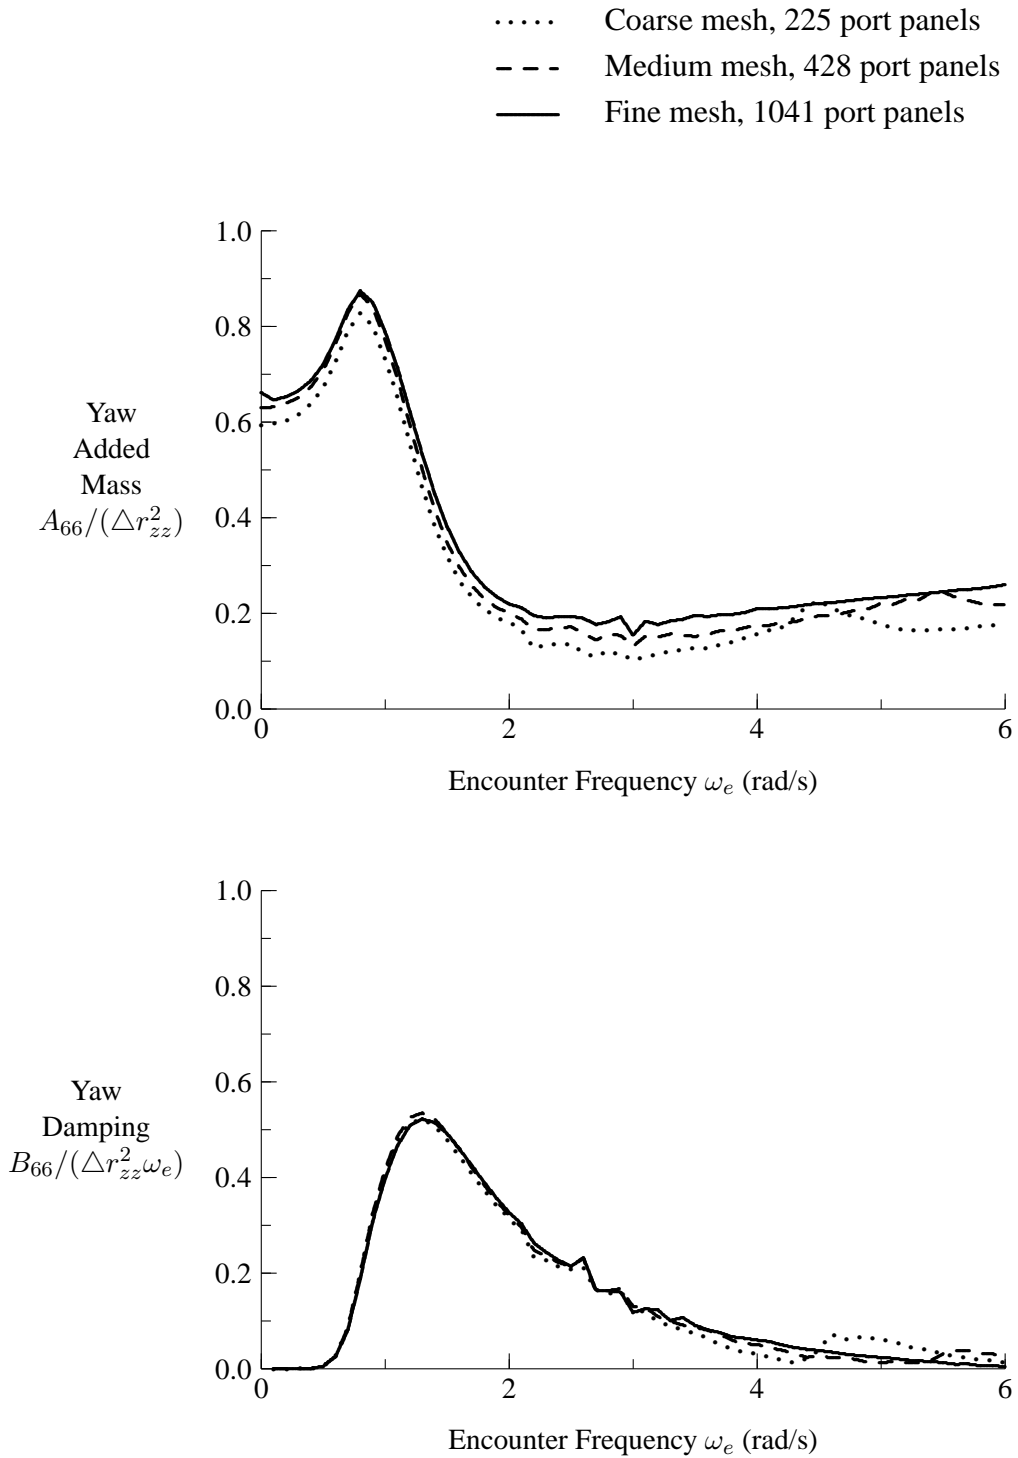 Coarse mesh, 225 port panels
Medium mesh, 428 port panels
Fine mesh, 1041 port panels
1.0
0.8
0.6
0.4
0.2
0.0
Yaw
Added
Mass
A₆₆/(△r²zz)
0 2 4 6
Encounter Frequency ωₑ (rad/s)
1.0
0.8
0.6
0.4
0.2
0.0
Yaw
Damping
B₆₆/(△r²zzωₑ)
0 2 4 6
Encounter Frequency ωₑ (rad/s)